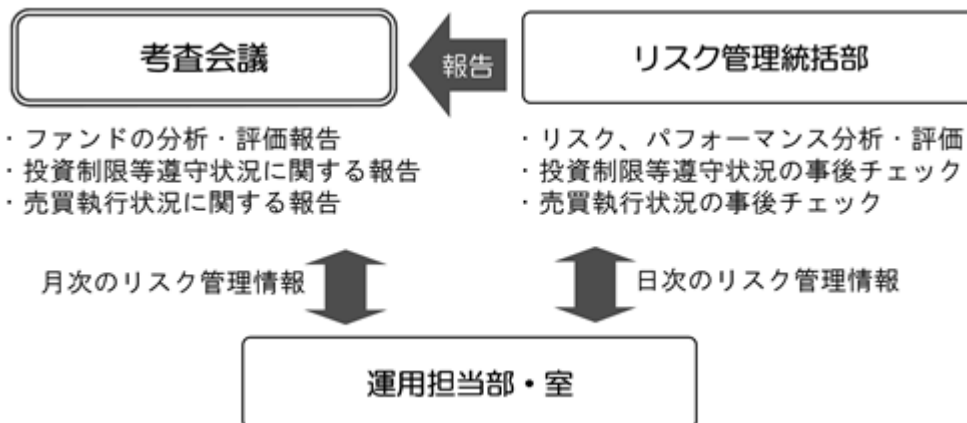 考査会議
報告
リスク管理統括部
・ファンドの分析・評価報告
・投資制限等遵守状況に関する報告
・売買執行状況に関する報告
・リスク、パフォーマンス分析・評価
・投資制限等遵守状況の事後チェック
・売買執行状況の事後チェック
月次のリスク管理情報
日次のリスク管理情報
運用担当部・室